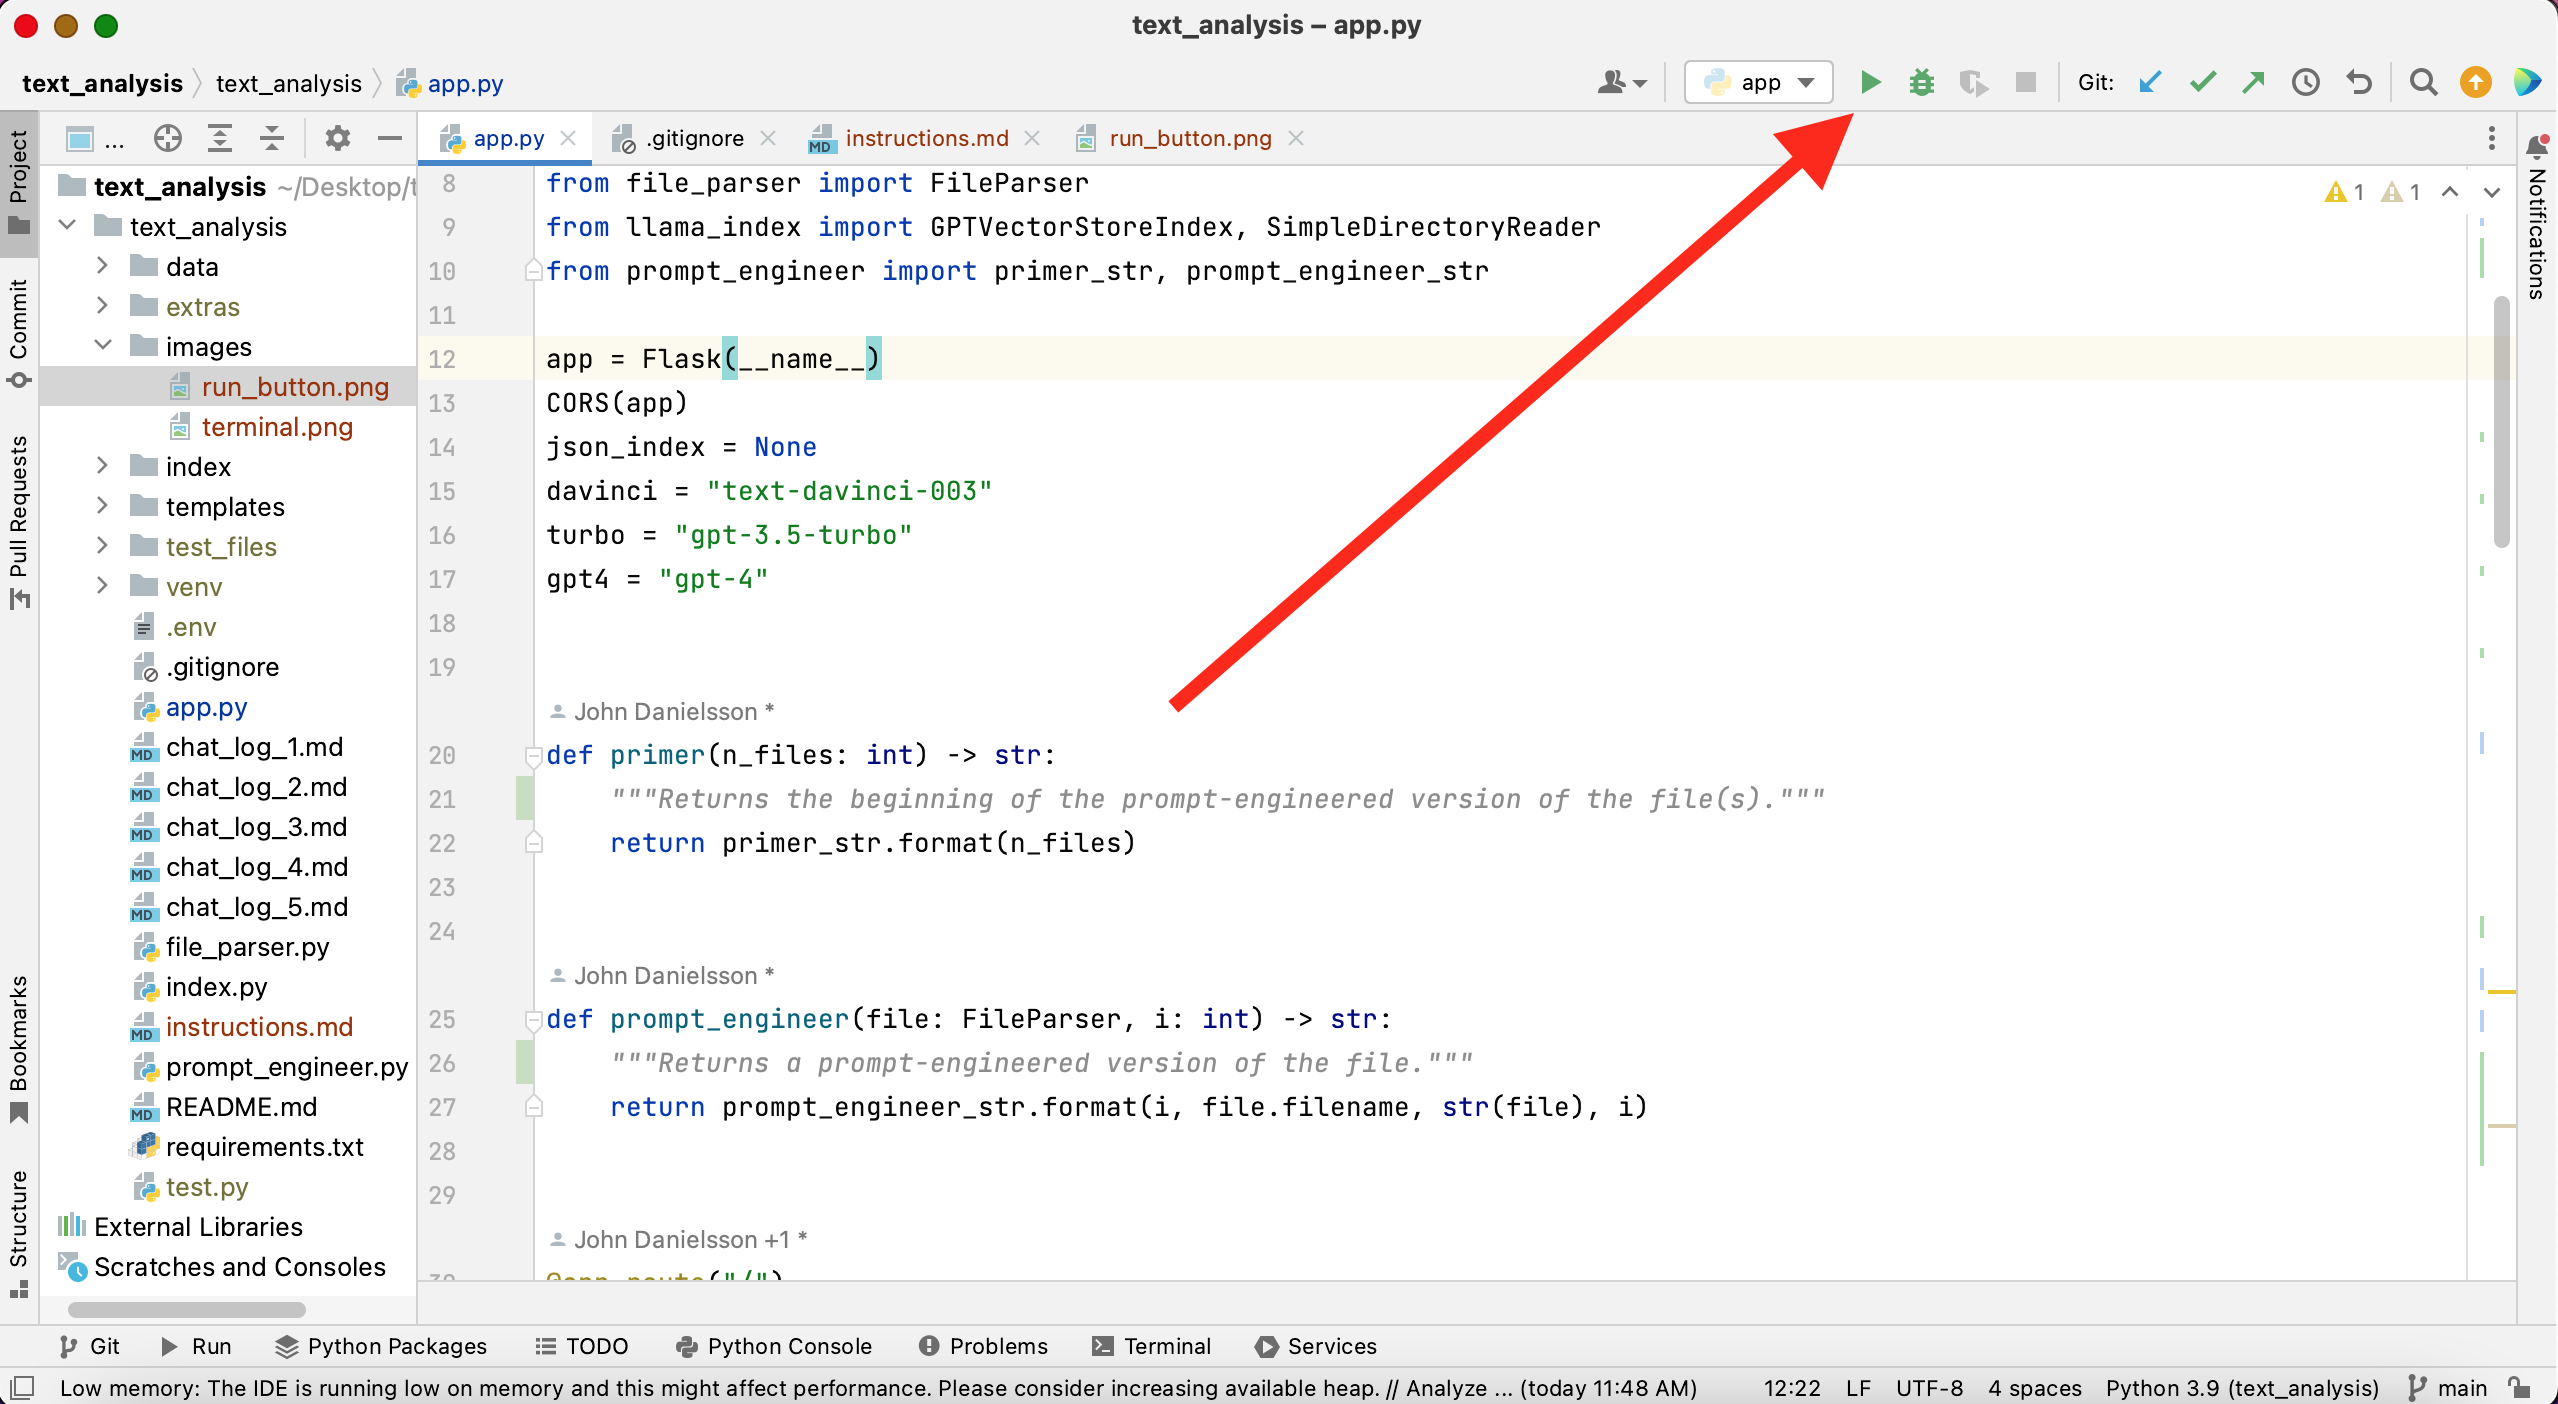 text_analysis – app.py
text_analysis text_analysis app.py
app
Git:
Project
Commit
Pull Requests
Bookmarks
Structure
...
text_analysis ~/Desktop/t
text_analysis
data
extras
images
run_button.png
terminal.png
index
templates
test_files
venv
.env
.gitignore
app.py
chat_log_1.md
chat_log_2.md
chat_log_3.md
chat_log_4.md
chat_log_5.md
file_parser.py
index.py
instructions.md
prompt_engineer.py
README.md
requirements.txt
test.py
External Libraries
Scratches and Consoles
app.py .gitignore instructions.md run_button.png
1 1
8 from file_parser import FileParser
9 from llama_index import GPTVectorStoreIndex, SimpleDirectoryReader
10 from prompt_engineer import primer_str, prompt_engineer_str
11
12 app = Flask(__name__)
13 CORS(app)
14 json_index = None
15 davinci = "text-davinci-003"
16 turbo = "gpt-3.5-turbo"
17 gpt4 = "gpt-4"
18
19
John Danielsson *
20 def primer(n_files: int) -> str:
21 """Returns the beginning of the prompt-engineered version of the file(s)."""
22 return primer_str.format(n_files)
23
24
John Danielsson *
25 def prompt_engineer(file: FileParser, i: int) -> str:
26 """Returns a prompt-engineered version of the file."""
27 return prompt_engineer_str.format(i, file.filename, str(file), i)
28
29
John Danielsson +1 *
30 @app.route("/")
Notifications
Git Run Python Packages TODO Python Console Problems Terminal Services
Low memory: The IDE is running low on memory and this might affect performance. Please consider increasing available heap. // Analyze ... (today 11:48 AM) 12:22 LF UTF-8 4 spaces Python 3.9 (text_analysis) main